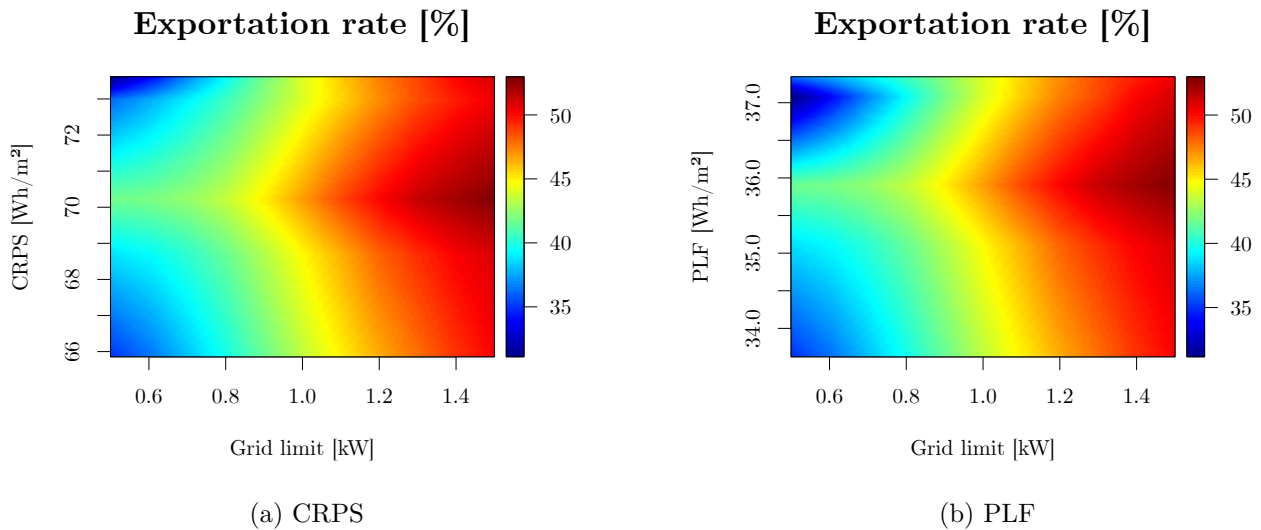 Exportation rate [%]
CRPS [Wh/m²]
72
70
68
66
0.6 0.8 1.0 1.2 1.4
Grid limit [kW]
50
45
40
35
(a) CRPS
Exportation rate [%]
PLF [Wh/m²]
37.0
36.0
35.0
34.0
0.6 0.8 1.0 1.2 1.4
Grid limit [kW]
50
45
40
35
(b) PLF